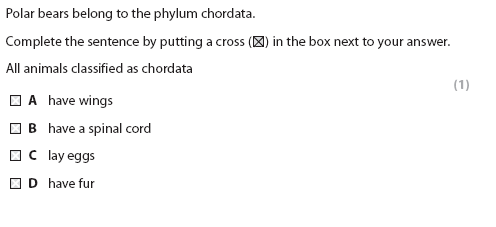 Polar bears belong to the phylum chordata.
Complete the sentence by putting a cross (☒) in the box next to your answer.
All animals classified as chordata
(1)
☐ A have wings
☐ B have a spinal cord
☐ C lay eggs
☐ D have fur